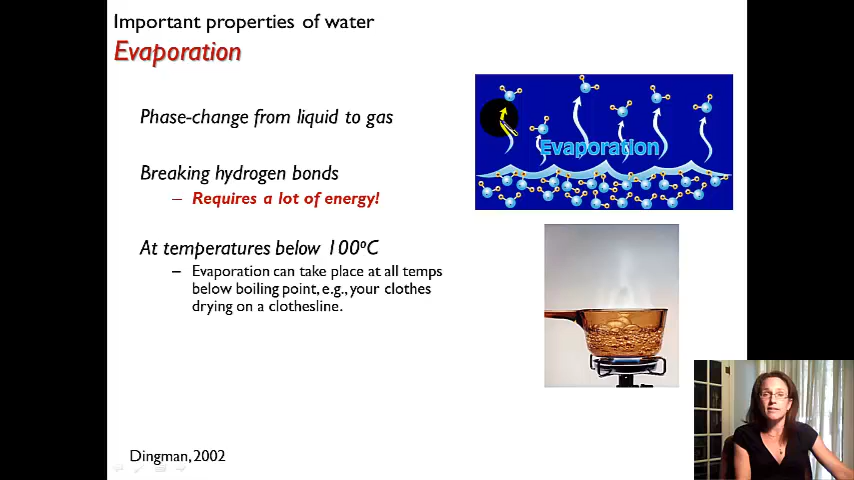 Important properties of water
Evaporation
Phase-change from liquid to gas
Breaking hydrogen bonds
– Requires a lot of energy!
At temperatures below 100ºC
– Evaporation can take place at all temps
below boiling point, e.g., your clothes
drying on a clothesline.
Evaporation
Dingman, 2002